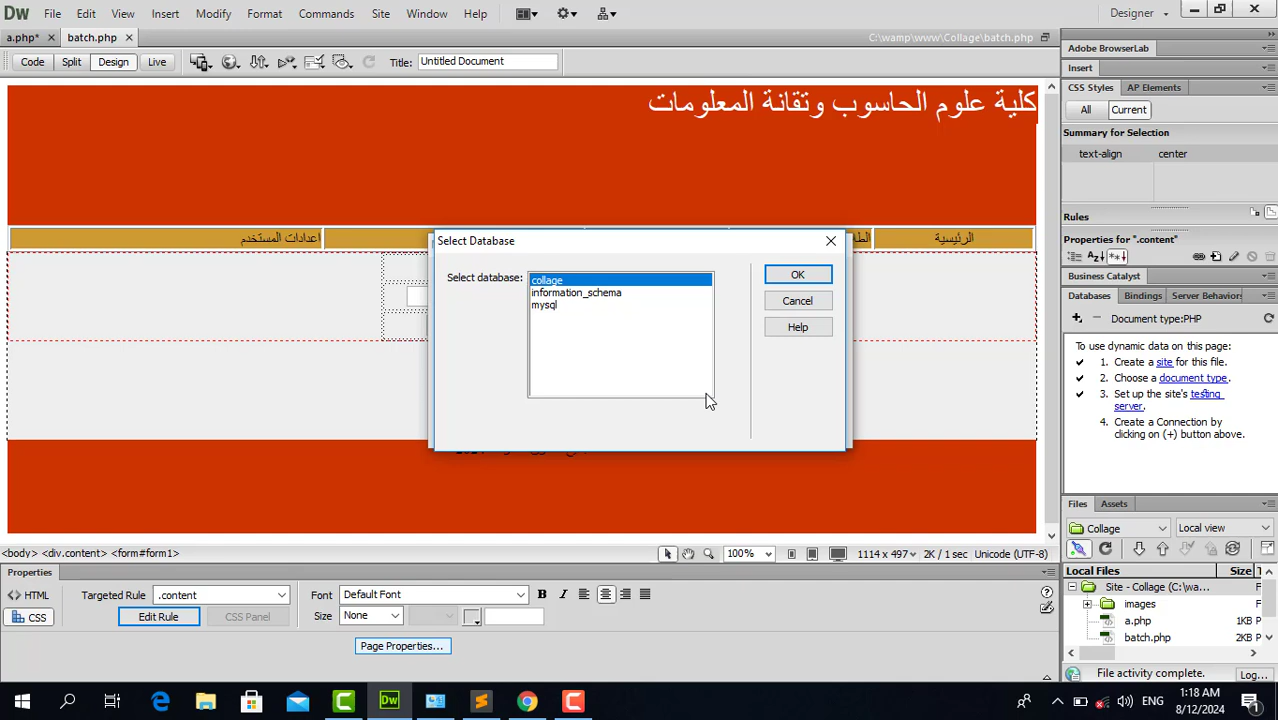 Dw File Edit View Insert Modify Format Commands Site Window Help Designer
a.php* batch.php C:\wamp\www\Collage\batch.php
Code Split Design Live Title: Untitled Document
كلية علوم الحاسوب وتقانة المعلومات
الرئيسية
اعدادات المستخدم
Select Database
Select database:
collage
information_schema
mysql
OK
Cancel
Help
<body> <div.content> <form#form1>
100% 1114 x 497 2K / 1 sec Unicode (UTF-8)
Properties
HTML Targeted Rule .content Font Default Font B I
CSS Edit Rule CSS Panel Size None
Page Properties...
Adobe BrowserLab
Insert
CSS Styles AP Elements
All Current
Summary for Selection
text-align center
Rules
Properties for ".content"
Business Catalyst
Databases Bindings Server Behaviors
Document type:PHP
To use dynamic data on this page:
1. Create a site for this file.
2. Choose a document type.
3. Set up the site's testing
server.
4. Create a Connection by
clicking on (+) button above.
Files Assets
Collage Local view
Local Files Size
Site - Collage (C:\wa... F
images F
a.php 1KB
batch.php 2KB
File activity complete. Log...
Dw ENG 1:18 AM
8/12/2024 1